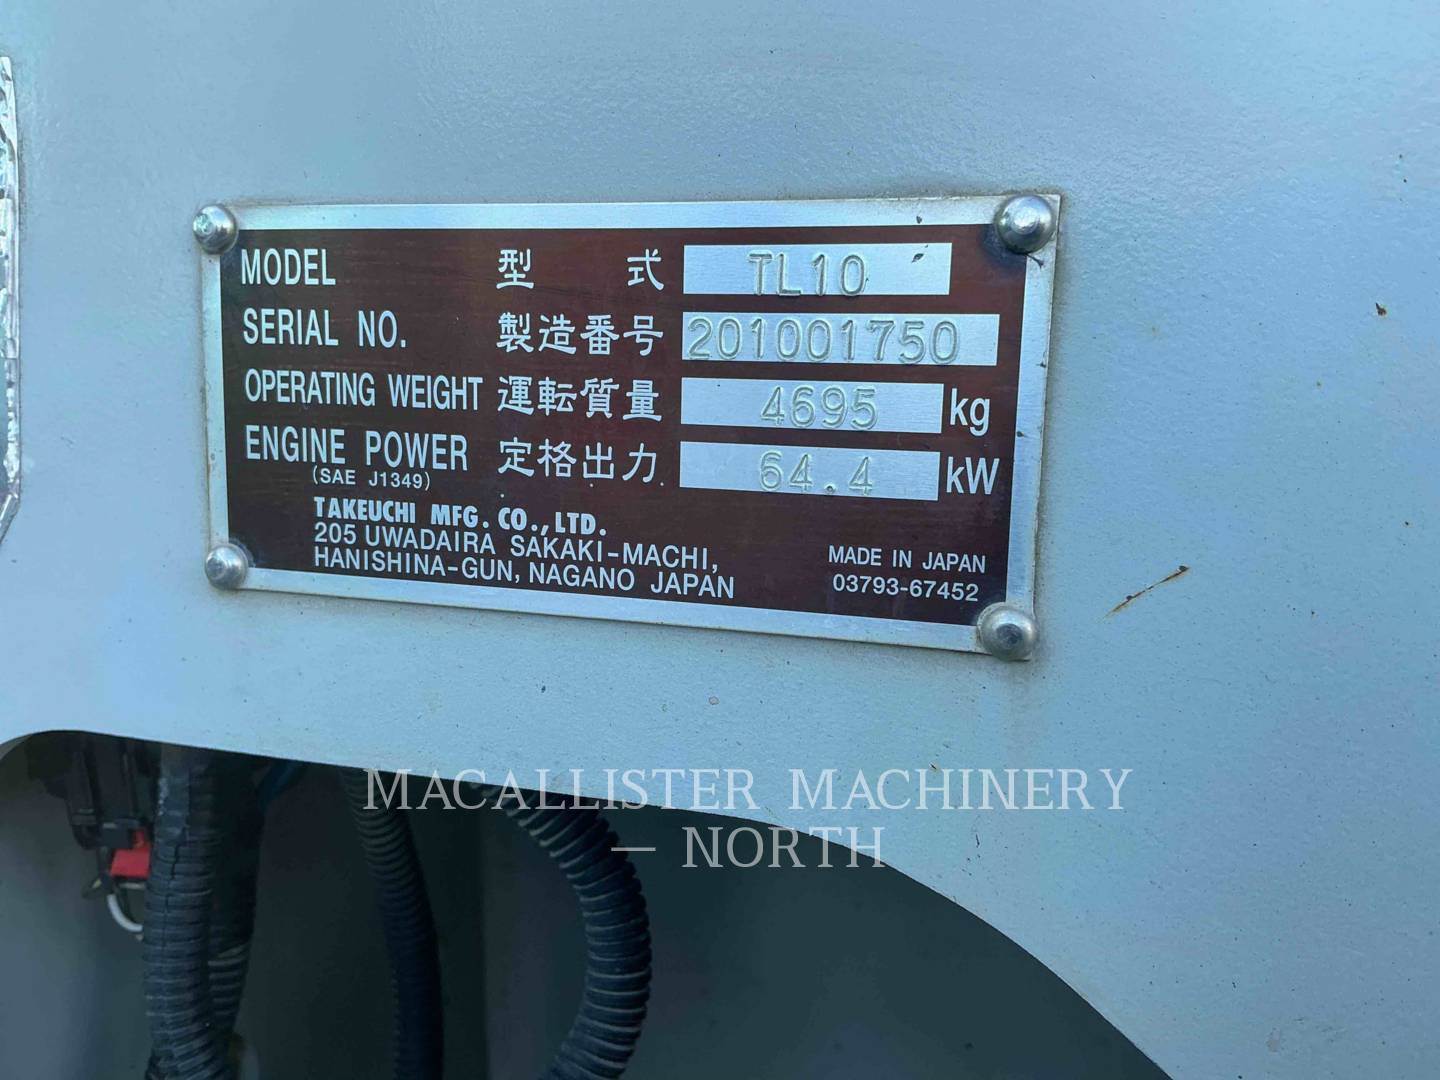 MODEL 型式 TL10
SERIAL NO. 製造番号 201001750
OPERATING WEIGHT 運転質量 4695 kg
ENGINE POWER 定格出力 64.4 kW
(SAE J1349)
TAKEUCHI MFG. CO., LTD.
205 UWADAIRA SAKAKI-MACHI,
HANISHINA-GUN, NAGANO JAPAN
MADE IN JAPAN
03793-67452
MACALLISTER MACHINERY
— NORTH